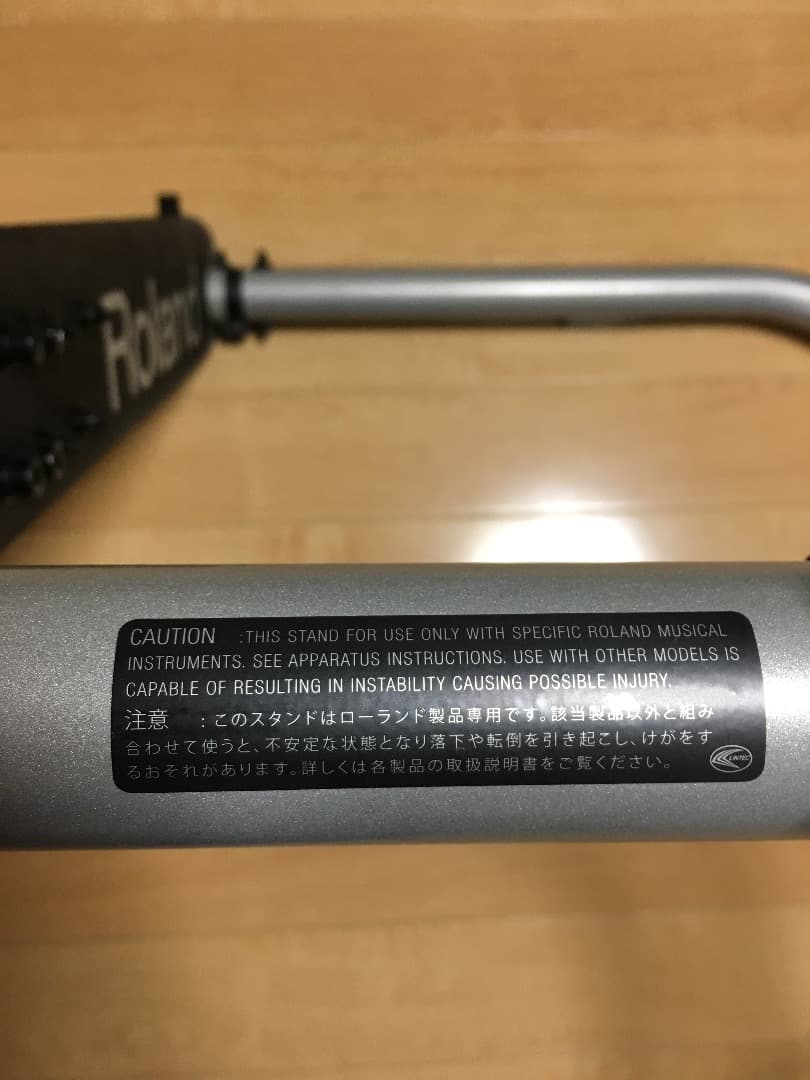 Roland
CAUTION :THIS STAND FOR USE ONLY WITH SPECIFIC ROLAND MUSICAL
INSTRUMENTS. SEE APPARATUS INSTRUCTIONS. USE WITH OTHER MODELS IS
CAPABLE OF RESULTING IN INSTABILITY CAUSING POSSIBLE INJURY.
注意 : このスタンドはローランド製品専用です。該当製品以外と組み
合わせて使うと、不安定な状態となり落下や転倒を引き起こし、けがをす
るおそれがあります。詳しくは各製品の取扱説明書をご覧ください。
LINTEC